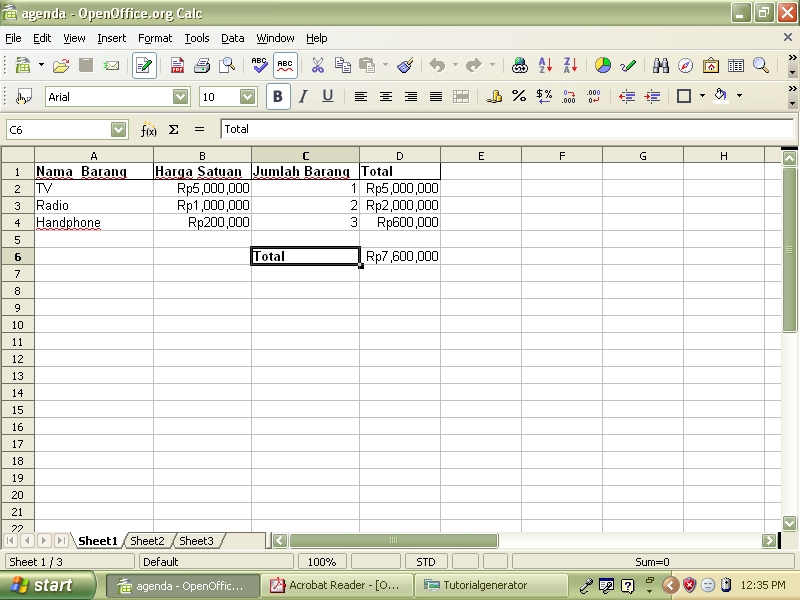 agenda - OpenOffice.org Calc
File Edit View Insert Format Tools Data Window Help
Arial 10 B I U
C6 f(x) Σ = Total
A B C D E F G H
1 Nama Barang Harga Satuan Jumlah Barang Total
2 TV Rp5,000,000 1 Rp5,000,000
3 Radio Rp1,000,000 2 Rp2,000,000
4 Handphone Rp200,000 3 Rp600,000
5
6 Total Rp7,600,000
7
8
9
10
11
12
13
14
15
16
17
18
19
20
21
22
Sheet1 Sheet2 Sheet3
Sheet 1 / 3 Default 100% STD Sum=0
start agenda - OpenOffic... Acrobat Reader - [O... Tutorialgenerator 12:35 PM